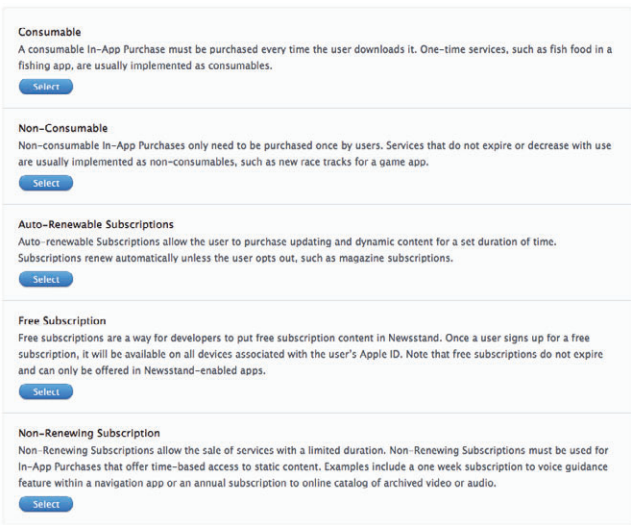 Consumable
A consumable In-App Purchase must be purchased every time the user downloads it. One-time services, such as fish food in a
fishing app, are usually implemented as consumables.
Select
Non-Consumable
Non-consumable In-App Purchases only need to be purchased once by users. Services that do not expire or decrease with use
are usually implemented as non-consumables, such as new race tracks for a game app.
Select
Auto-Renewable Subscriptions
Auto-renewable Subscriptions allow the user to purchase updating and dynamic content for a set duration of time.
Subscriptions renew automatically unless the user opts out, such as magazine subscriptions.
Select
Free Subscription
Free subscriptions are a way for developers to put free subscription content in Newsstand. Once a user signs up for a free
subscription, it will be available on all devices associated with the user's Apple ID. Note that free subscriptions do not expire
and can only be offered in Newsstand-enabled apps.
Select
Non-Renewing Subscription
Non-Renewing Subscriptions allow the sale of services with a limited duration. Non-Renewing Subscriptions must be used for
In-App Purchases that offer time-based access to static content. Examples include a one week subscription to voice guidance
feature within a navigation app or an annual subscription to online catalog of archived video or audio.
Select